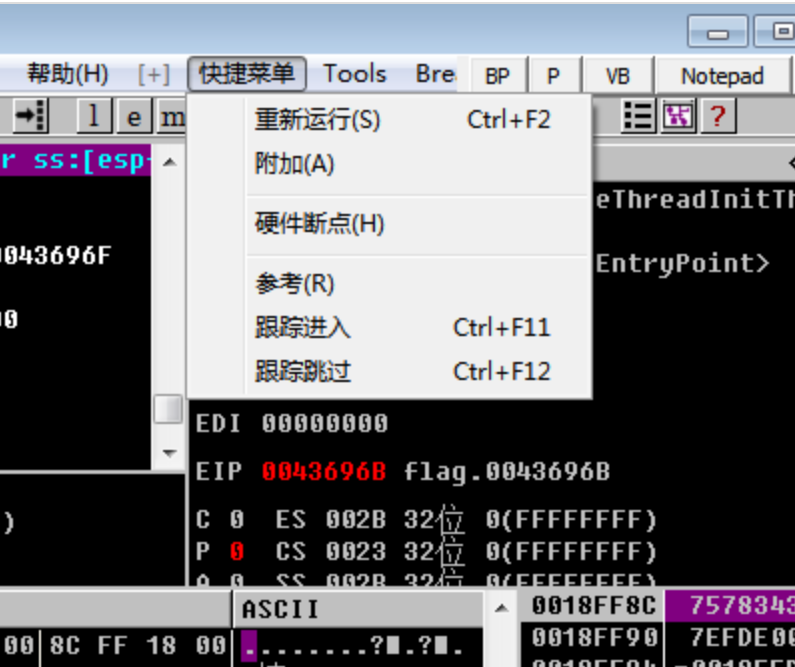 帮助(H) [+] 快捷菜单 Tools Bre BP P VB Notepad
l e m ?
重新运行(S) Ctrl+F2
r ss:[esp
附加(A)
eThreadInitTh
硬件断点(H)
0043696F
EntryPoint>
参考(R)
跟踪进入 Ctrl+F11
跟踪跳过 Ctrl+F12
EDI 00000000
EIP 0043696B flag.0043696B
C 0 ES 002B 32位 0(FFFFFFFF)
)
P 0 CS 0023 32位 0(FFFFFFFF)
A 0 SS 002B 32位 0(FFFFFFFF)
ASCII 0018FF8C 7578343
00 8C FF 18 00 ........?■.?■. 0018FF90 7EFDE00